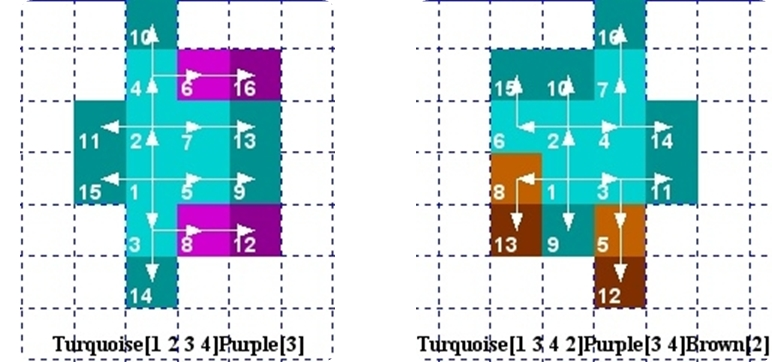 10
4 6 16
11 2 7 13
15 1 5 9
3 8 12
14
Turquoise[1 2 3 4]Purple[3]
16
15 10 7
6 2 4 14
8 1 3 11
13 9 5
12
Turquoise[1 3 4 2]Purple[3 4]Brown[2]